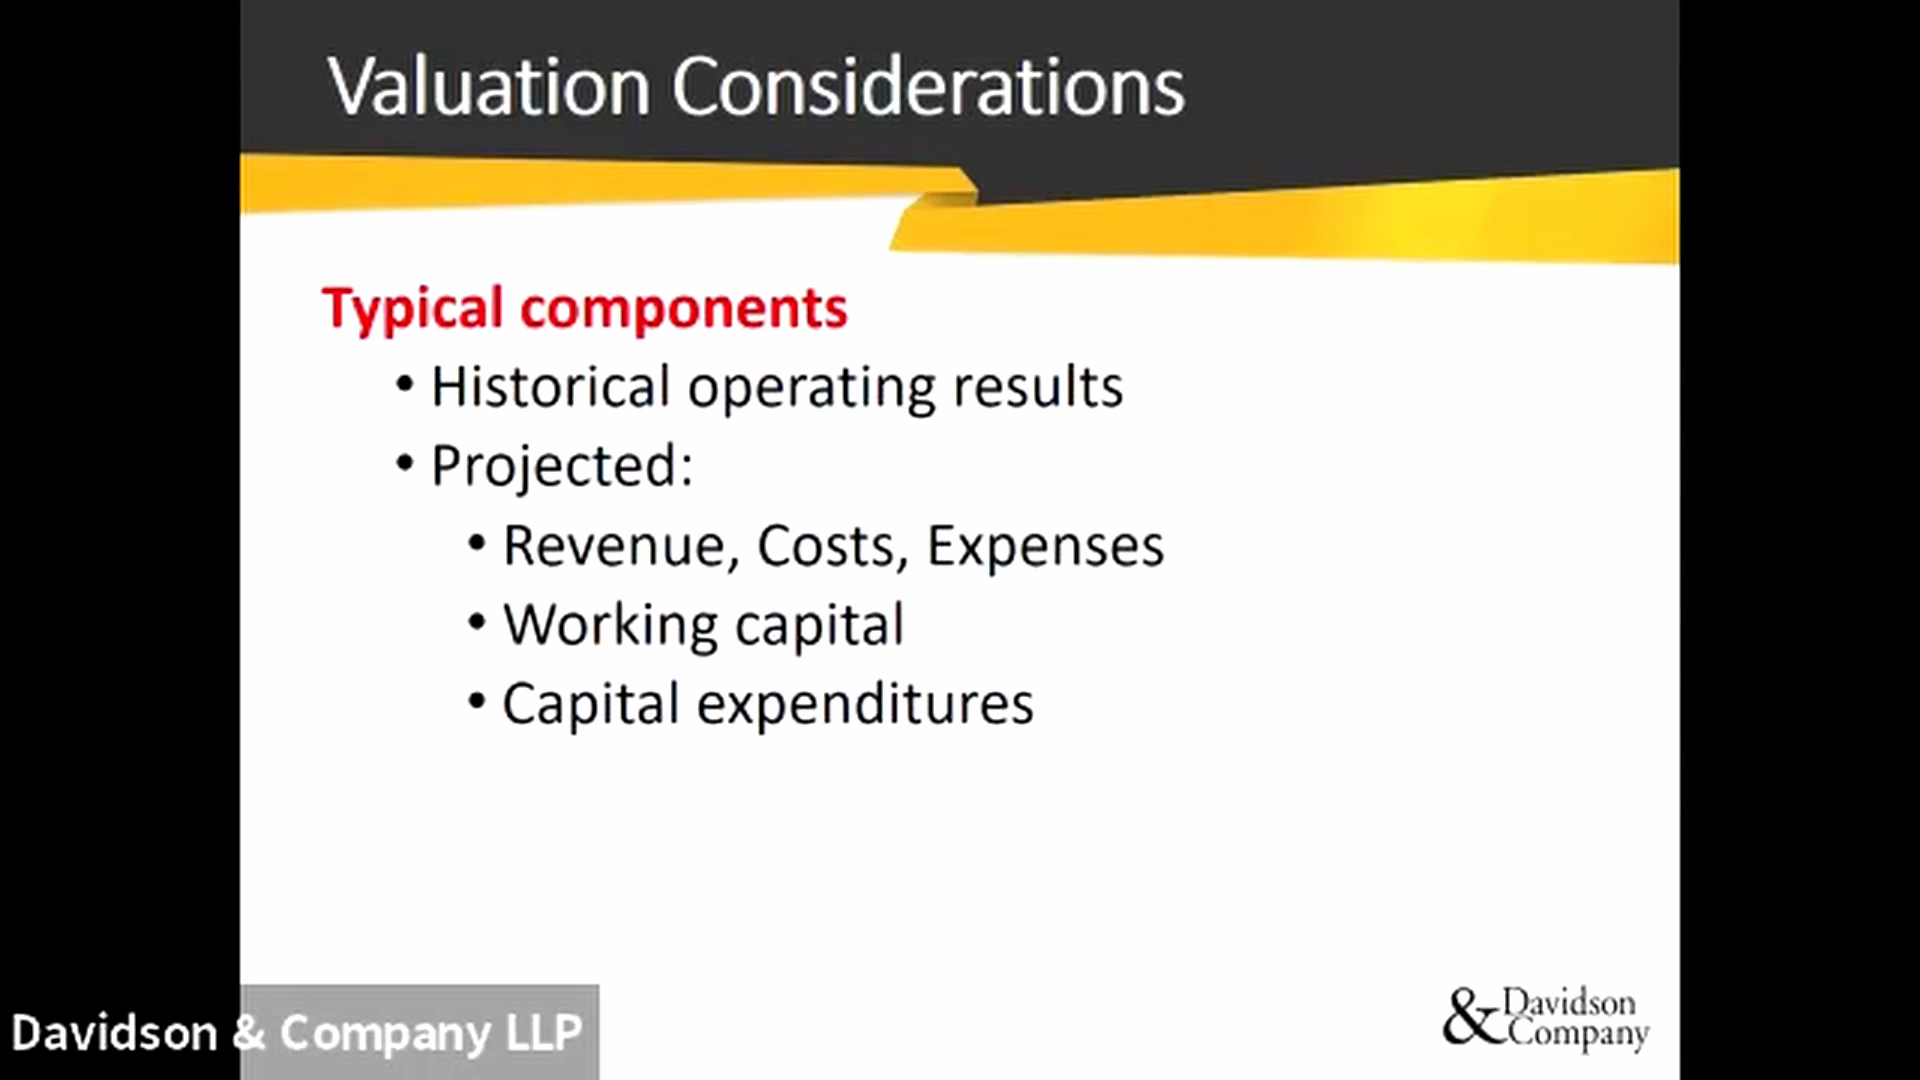 Valuation Considerations
Typical components
• Historical operating results
• Projected:
• Revenue, Costs, Expenses
• Working capital
• Capital expenditures
Davidson & Company LLP
& Davidson
Company